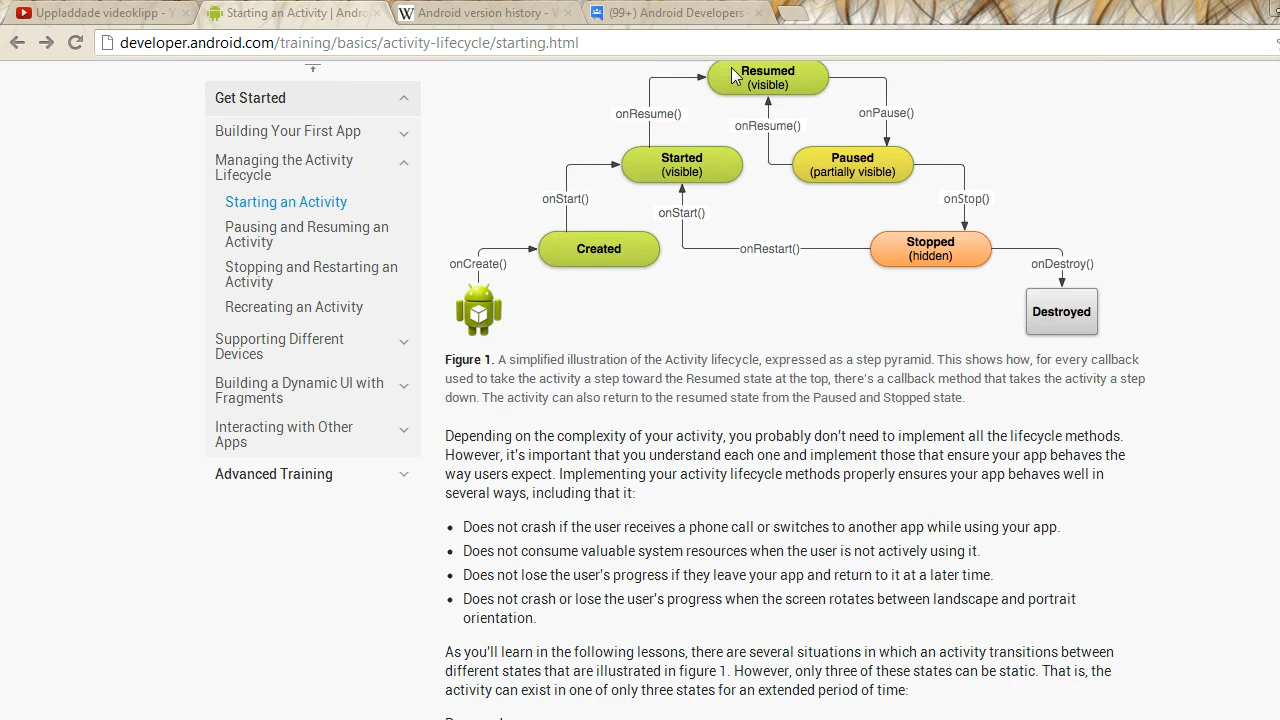 Uppladdade videoklipp - Y
Starting an Activity | Andro
Android version history -
(99+) Android Developers -
developer.android.com/training/basics/activity-lifecycle/starting.html
Get Started
Building Your First App
Managing the Activity
Lifecycle
Starting an Activity
Pausing and Resuming an
Activity
Stopping and Restarting an
Activity
Recreating an Activity
Supporting Different
Devices
Building a Dynamic UI with
Fragments
Interacting with Other
Apps
Advanced Training
Resumed
(visible)
onResume()
onResume()
onPause()
Started
(visible)
Paused
(partially visible)
onStart()
onStart()
onStop()
Created
onRestart()
Stopped
(hidden)
onCreate()
onDestroy()
Destroyed
Figure 1. A simplified illustration of the Activity lifecycle, expressed as a step pyramid. This shows how, for every callback
used to take the activity a step toward the Resumed state at the top, there's a callback method that takes the activity a step
down. The activity can also return to the resumed state from the Paused and Stopped state.
Depending on the complexity of your activity, you probably don't need to implement all the lifecycle methods.
However, it's important that you understand each one and implement those that ensure your app behaves the
way users expect. Implementing your activity lifecycle methods properly ensures your app behaves well in
several ways, including that it:
• Does not crash if the user receives a phone call or switches to another app while using your app.
• Does not consume valuable system resources when the user is not actively using it.
• Does not lose the user's progress if they leave your app and return to it at a later time.
• Does not crash or lose the user's progress when the screen rotates between landscape and portrait
orientation.
As you'll learn in the following lessons, there are several situations in which an activity transitions between
different states that are illustrated in figure 1. However, only three of these states can be static. That is, the
activity can exist in one of only three states for an extended period of time: